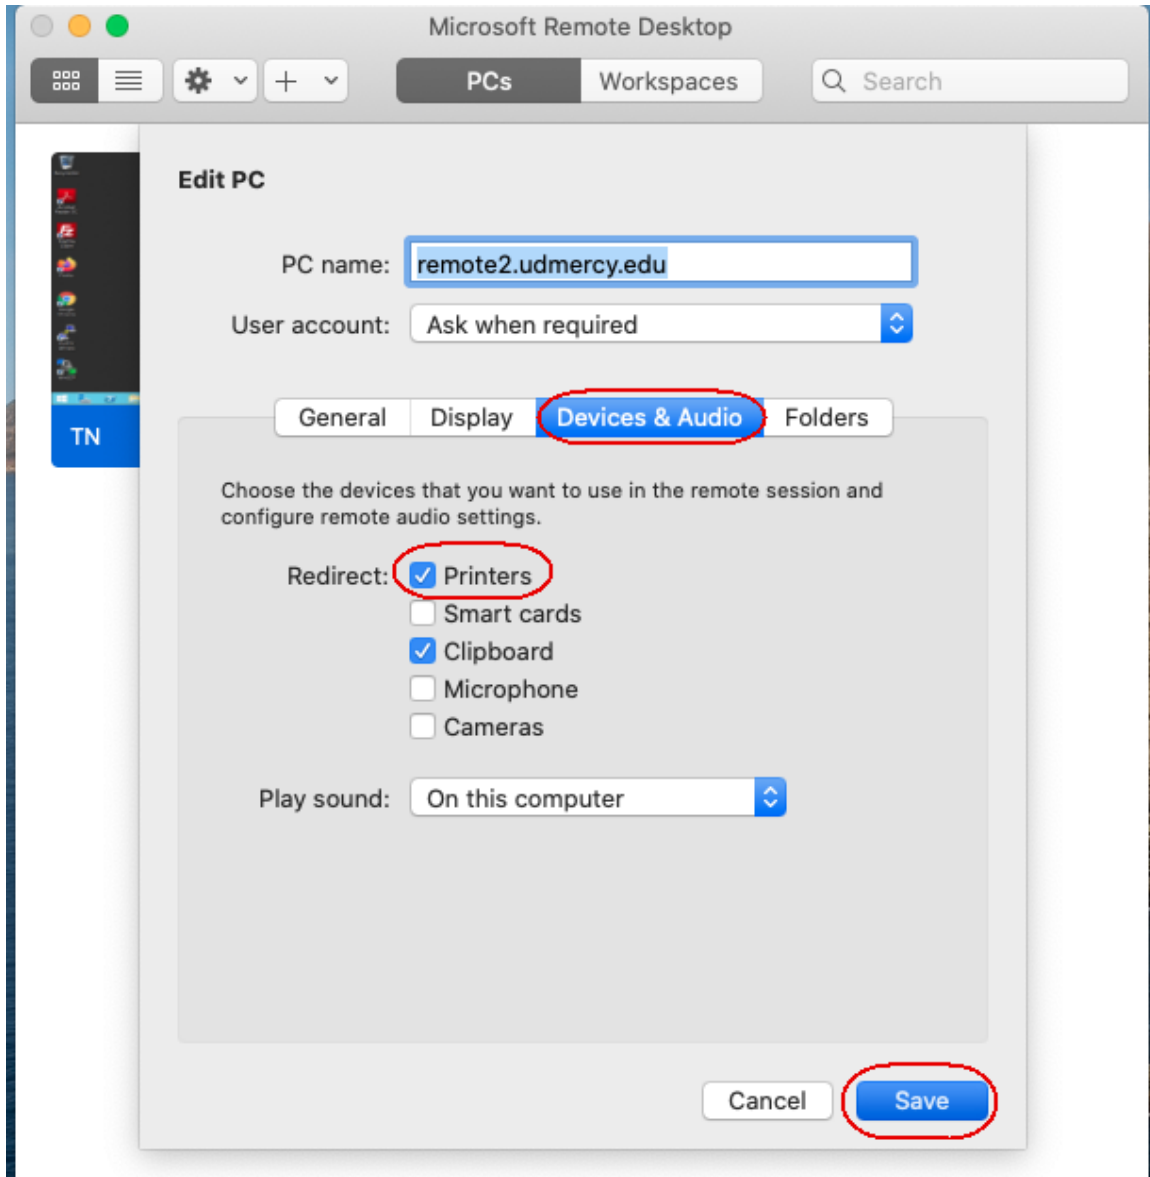 Microsoft Remote Desktop
PCs Workspaces Search
Edit PC
PC name: remote2.udmercy.edu
User account: Ask when required
General Display Devices & Audio Folders
TN
Choose the devices that you want to use in the remote session and
configure remote audio settings.
Redirect: Printers
Smart cards
Clipboard
Microphone
Cameras
Play sound: On this computer
Cancel Save